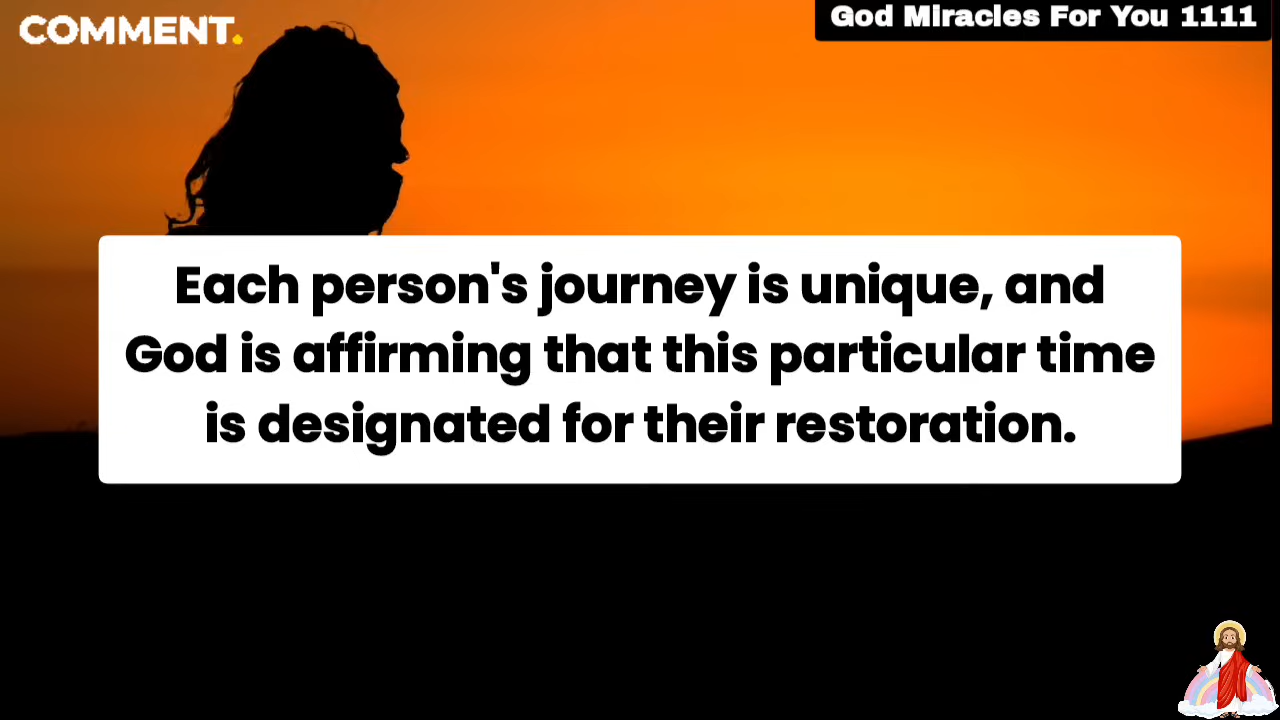 COMMENT.
God Miracles For You 1111
Each person's journey is unique, and
God is affirming that this particular time
is designated for their restoration.